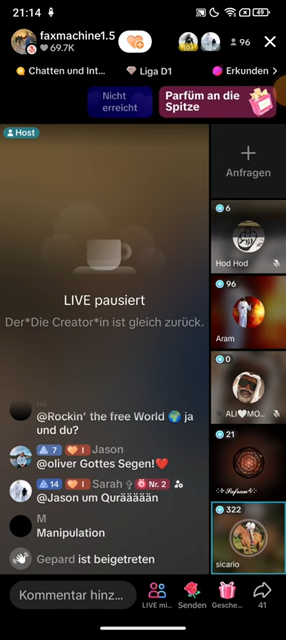 21:14
49
faxmachine1.5
69.7K
96
Chatten und Int...
Liga D1
Erkunden >
Nicht
erreicht
Parfüm an die
Spitze
Host
Anfragen
6
Hod Hod
LIVE pausiert
Der*Die Creator*in ist gleich zurück.
96
Aram
0
ALI🤍MO...
@Rockin' the free World 🌍 ja
und du?
7 I Jason
@oliver Gottes Segen!❤️
21
Safran
14 I Sarah ✞ Nr. 2
@Jason um Quräääään
M
Manipulation
322
sicario
Gepard ist beigetreten
Kommentar hinz...
LIVE mi...
Senden
Gesche...
41